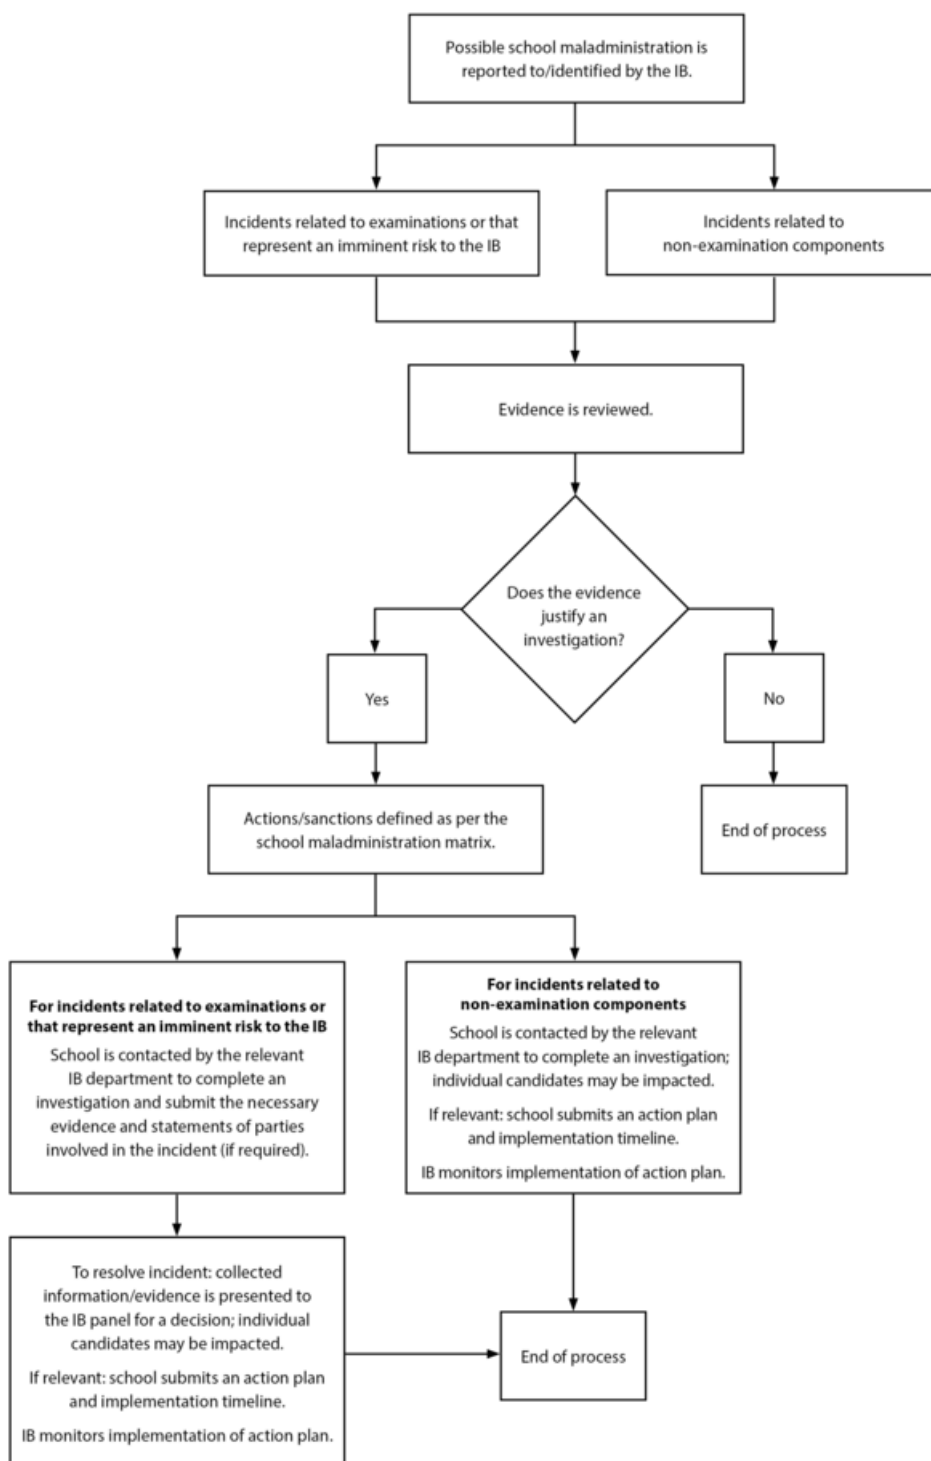 Possible school maladministration is
reported to/identified by the IB.
Incidents related to examinations or that
represent an imminent risk to the IB
Incidents related to
non-examination components
Evidence is reviewed.
Does the evidence
justify an
investigation?
Yes
No
Actions/sanctions defined as per the
school maladministration matrix.
End of process
For incidents related to examinations or
that represent an imminent risk to the IB
School is contacted by the relevant
IB department to complete an
investigation and submit the necessary
evidence and statements of parties
involved in the incident (if required).
For incidents related to
non-examination components
School is contacted by the relevant
IB department to complete an investigation;
individual candidates may be impacted.
If relevant: school submits an action plan
and implementation timeline.
IB monitors implementation of action plan.
To resolve incident: collected
information/evidence is presented to
the IB panel for a decision; individual
candidates may be impacted.
If relevant: school submits an action plan
and implementation timeline.
IB monitors implementation of action plan.
End of process